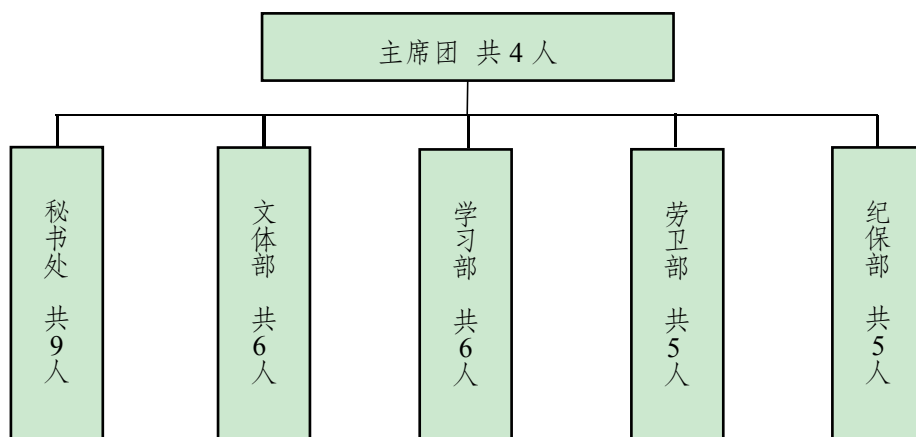 主席团 共4人
秘书处 共9人
文体部 共6人
学习部 共6人
劳卫部 共5人
纪保部 共5人